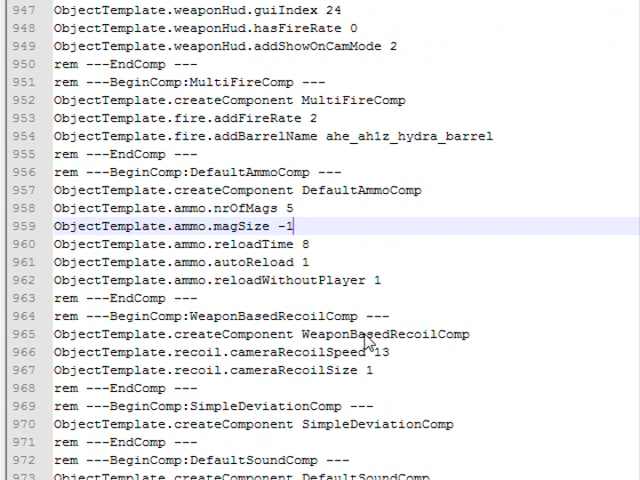 947 ObjectTemplate.weaponHud.guiIndex 24
948 ObjectTemplate.weaponHud.hasFireRate 0
949 ObjectTemplate.weaponHud.addShowOnCamMode 2
950 rem ---EndComp ---
951 rem ---BeginComp:MultiFireComp ---
952 ObjectTemplate.createComponent MultiFireComp
953 ObjectTemplate.fire.addFireRate 2
954 ObjectTemplate.fire.addBarrelName ahe_ah1z_hydra_barrel
955 rem ---EndComp ---
956 rem ---BeginComp:DefaultAmmoComp ---
957 ObjectTemplate.createComponent DefaultAmmoComp
958 ObjectTemplate.ammo.nrOfMags 5
959 ObjectTemplate.ammo.magSize -1
960 ObjectTemplate.ammo.reloadTime 8
961 ObjectTemplate.ammo.autoReload 1
962 ObjectTemplate.ammo.reloadWithoutPlayer 1
963 rem ---EndComp ---
964 rem ---BeginComp:WeaponBasedRecoilComp ---
965 ObjectTemplate.createComponent WeaponBasedRecoilComp
966 ObjectTemplate.recoil.cameraRecoilSpeed 13
967 ObjectTemplate.recoil.cameraRecoilSize 1
968 rem ---EndComp ---
969 rem ---BeginComp:SimpleDeviationComp ---
970 ObjectTemplate.createComponent SimpleDeviationComp
971 rem ---EndComp ---
972 rem ---BeginComp:DefaultSoundComp ---
973 ObjectTemplate.createComponent DefaultSoundComp